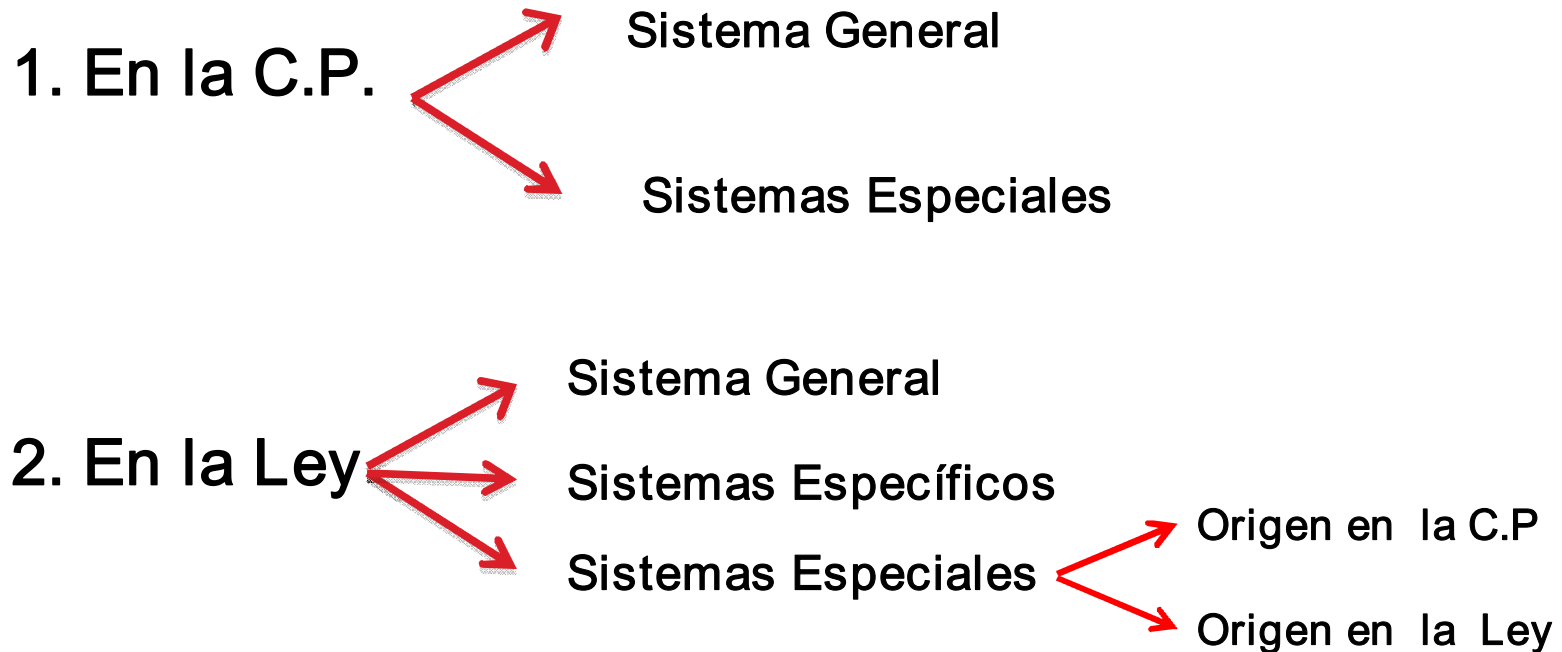 1. En la C.P.
Sistema General
Sistemas Especiales
2. En la Ley
Sistema General
Sistemas Específicos
Sistemas Especiales
Origen en la C.P
Origen en la Ley